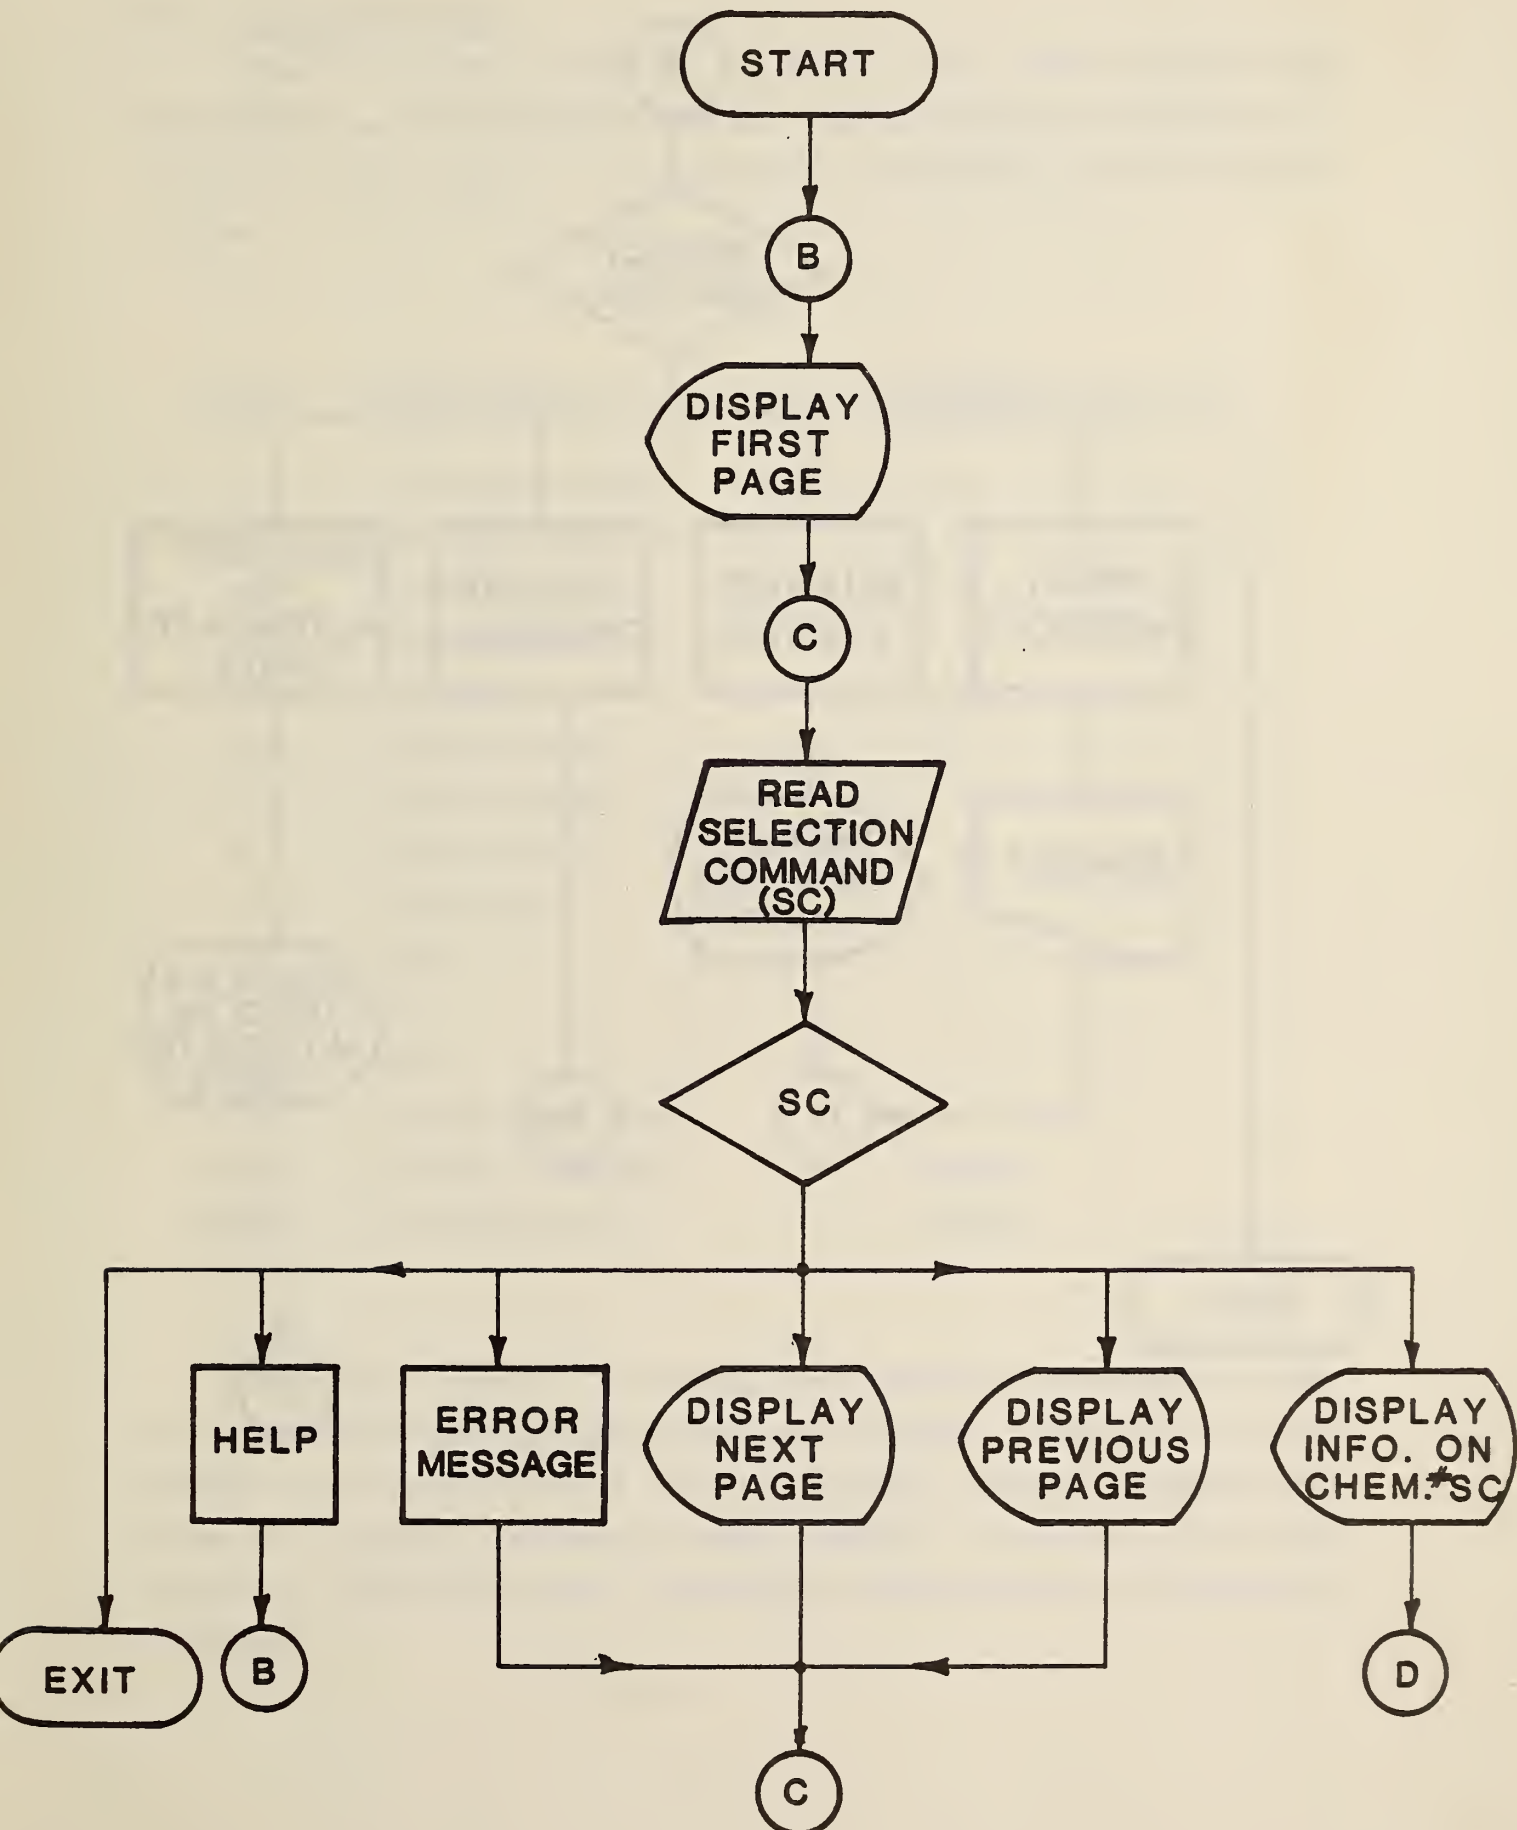 START
B
DISPLAY
FIRST
PAGE
C
READ
SELECTION
COMMAND
(SC)
SC
HELP
ERROR
MESSAGE
DISPLAY
NEXT
PAGE
DISPLAY
PREVIOUS
PAGE
DISPLAY
INFO. ON
CHEM.#SC
EXIT
B
D
C